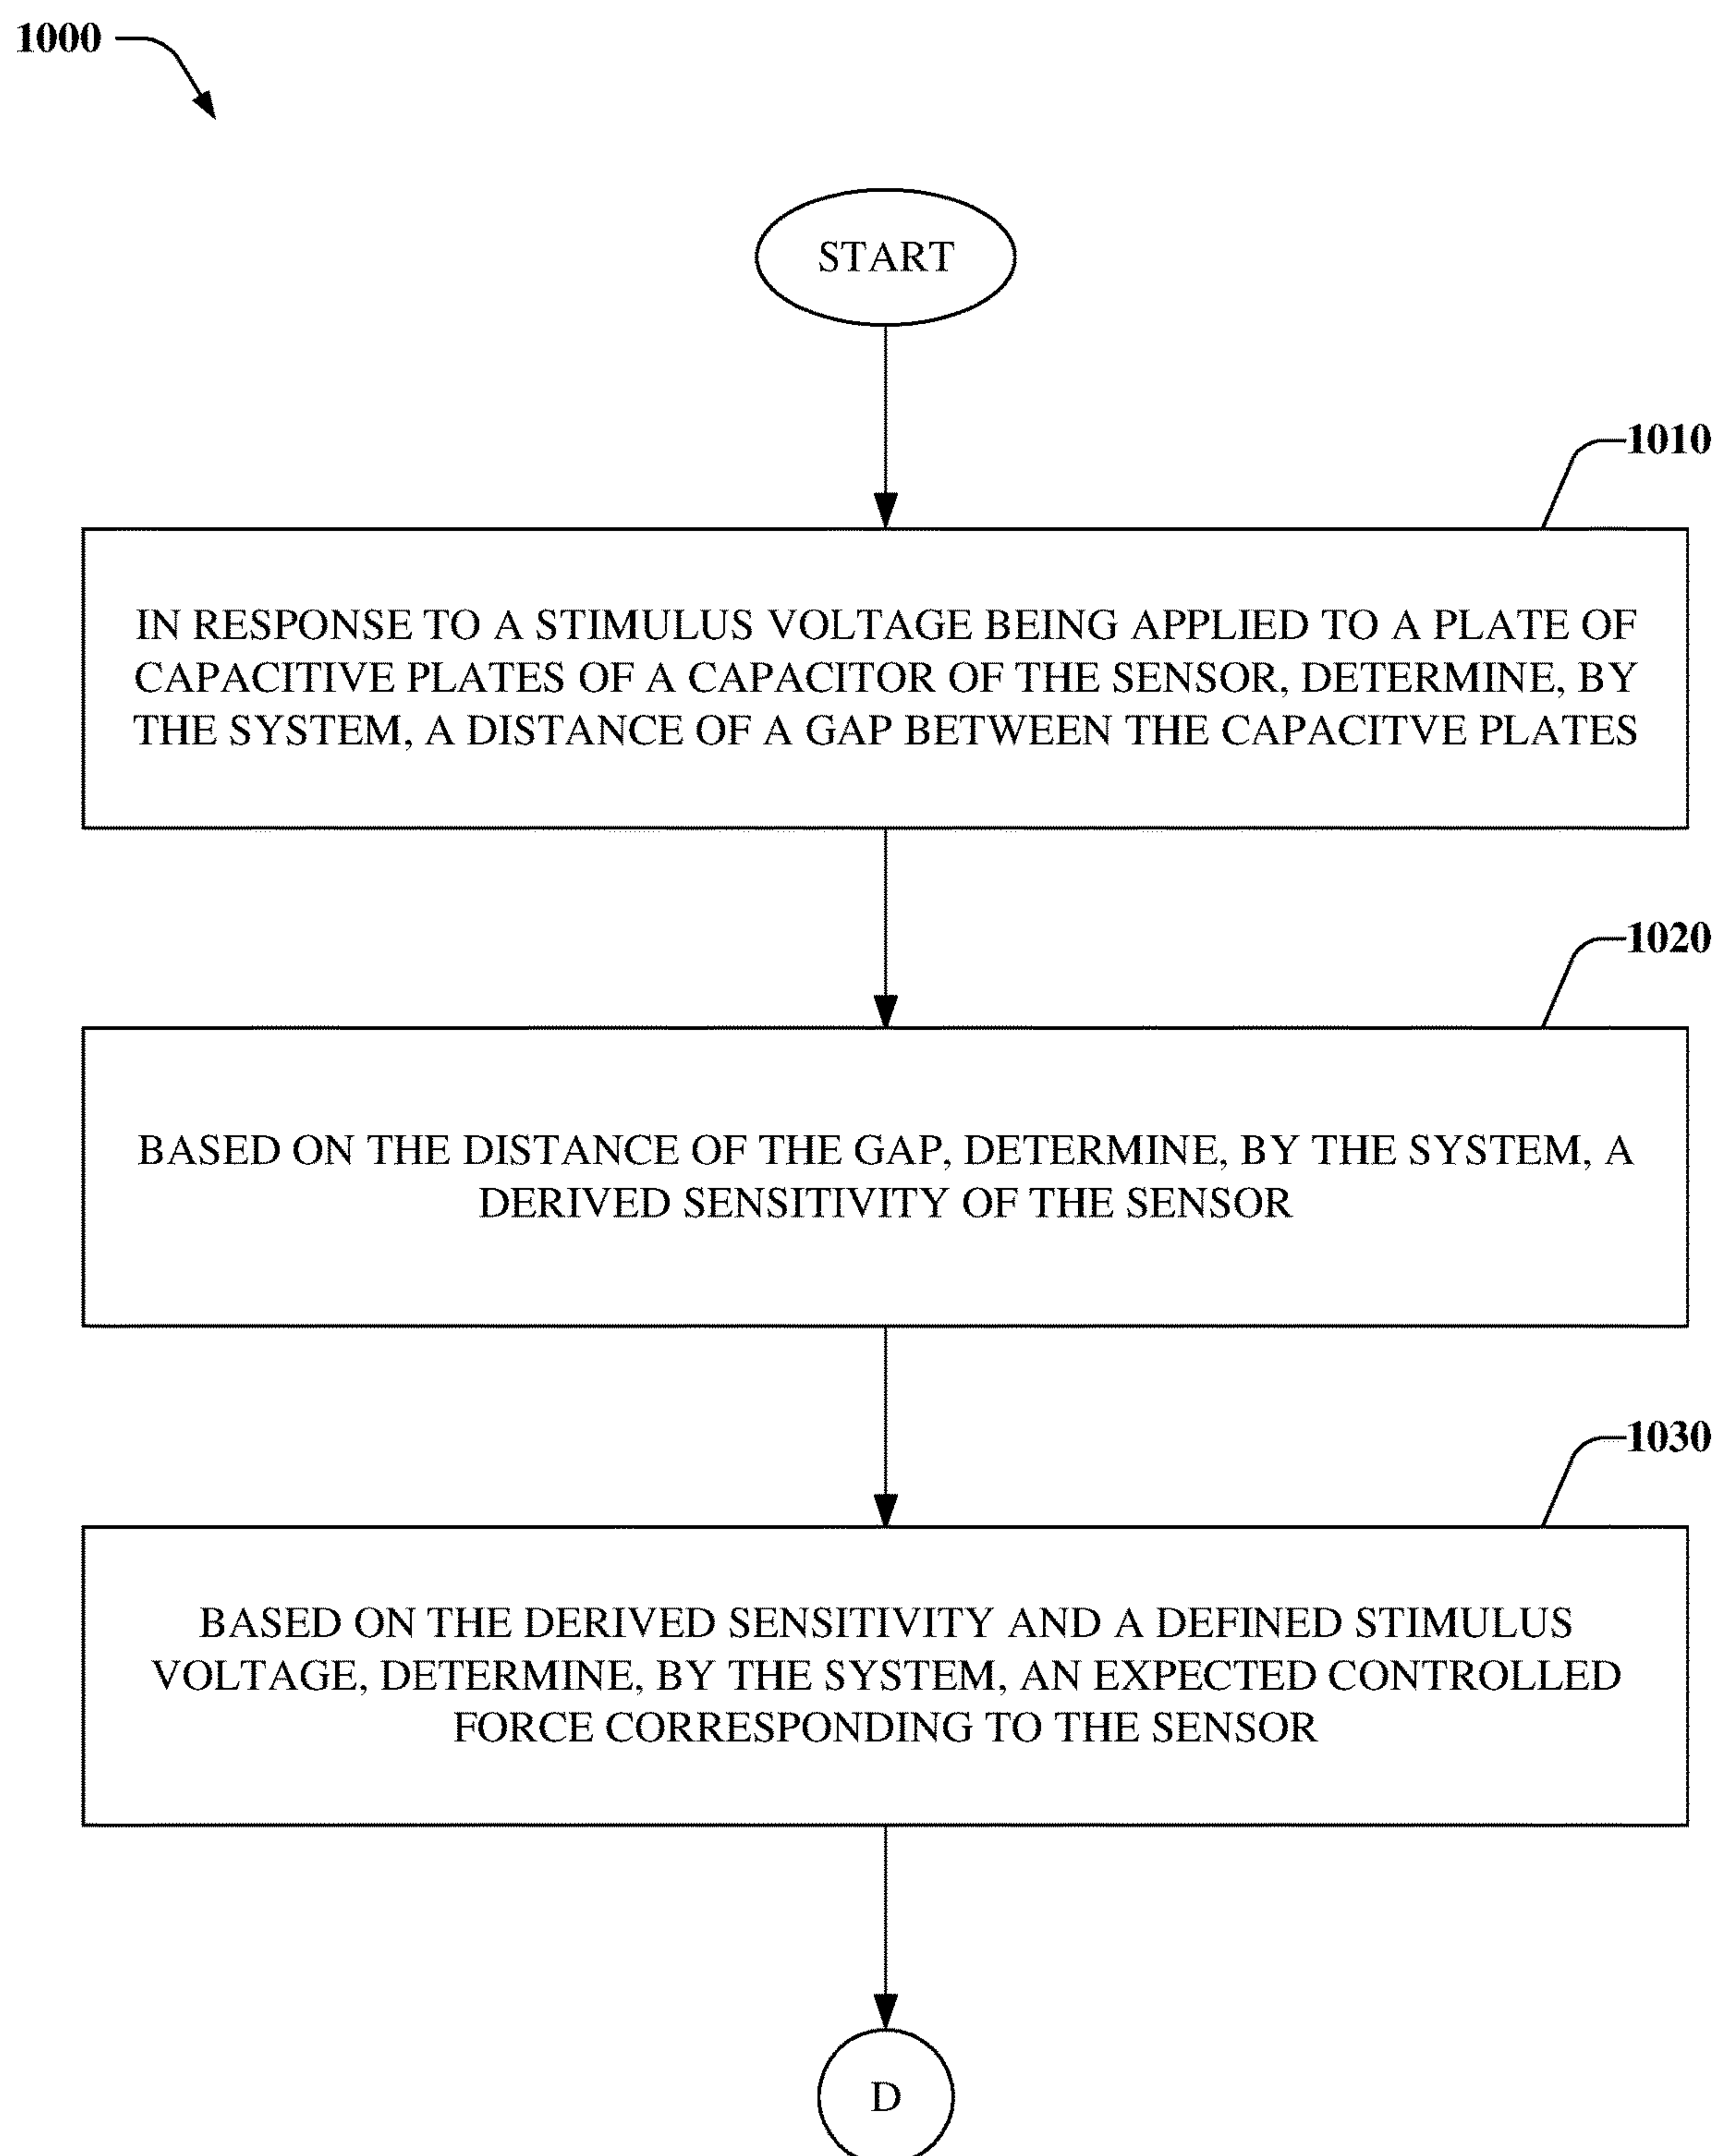 1000
START
1010
IN RESPONSE TO A STIMULUS VOLTAGE BEING APPLIED TO A PLATE OF
CAPACITIVE PLATES OF A CAPACITOR OF THE SENSOR, DETERMINE, BY
THE SYSTEM, A DISTANCE OF A GAP BETWEEN THE CAPACITVE PLATES
1020
BASED ON THE DISTANCE OF THE GAP, DETERMINE, BY THE SYSTEM, A
DERIVED SENSITIVITY OF THE SENSOR
1030
BASED ON THE DERIVED SENSITIVITY AND A DEFINED STIMULUS
VOLTAGE, DETERMINE, BY THE SYSTEM, AN EXPECTED CONTROLLED
FORCE CORRESPONDING TO THE SENSOR
D